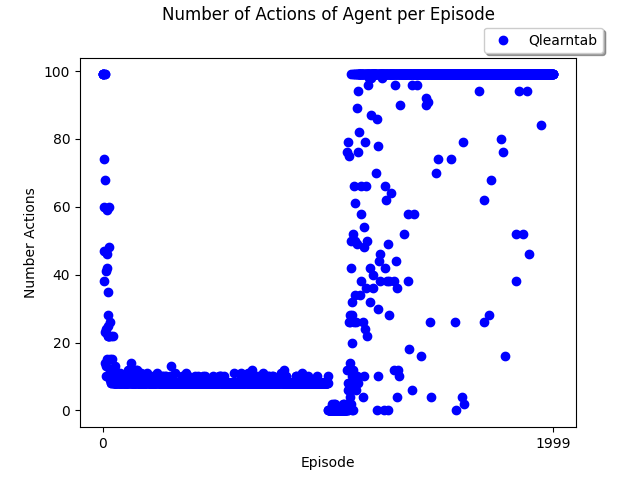 Number of Actions of Agent per Episode
Qlearntab
100
80
60
40
20
0
Number Actions
0 1999
Episode